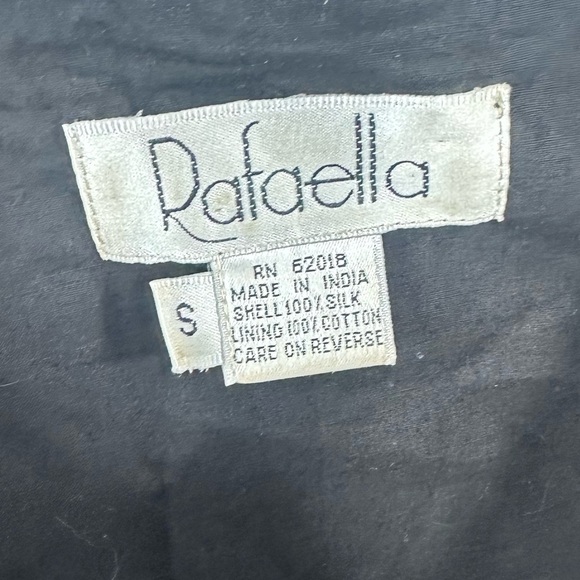 Rafaella
S
RN 62018
MADE IN INDIA
SHELL 100% SILK
LINING 100% COTTON
CARE ON REVERSE